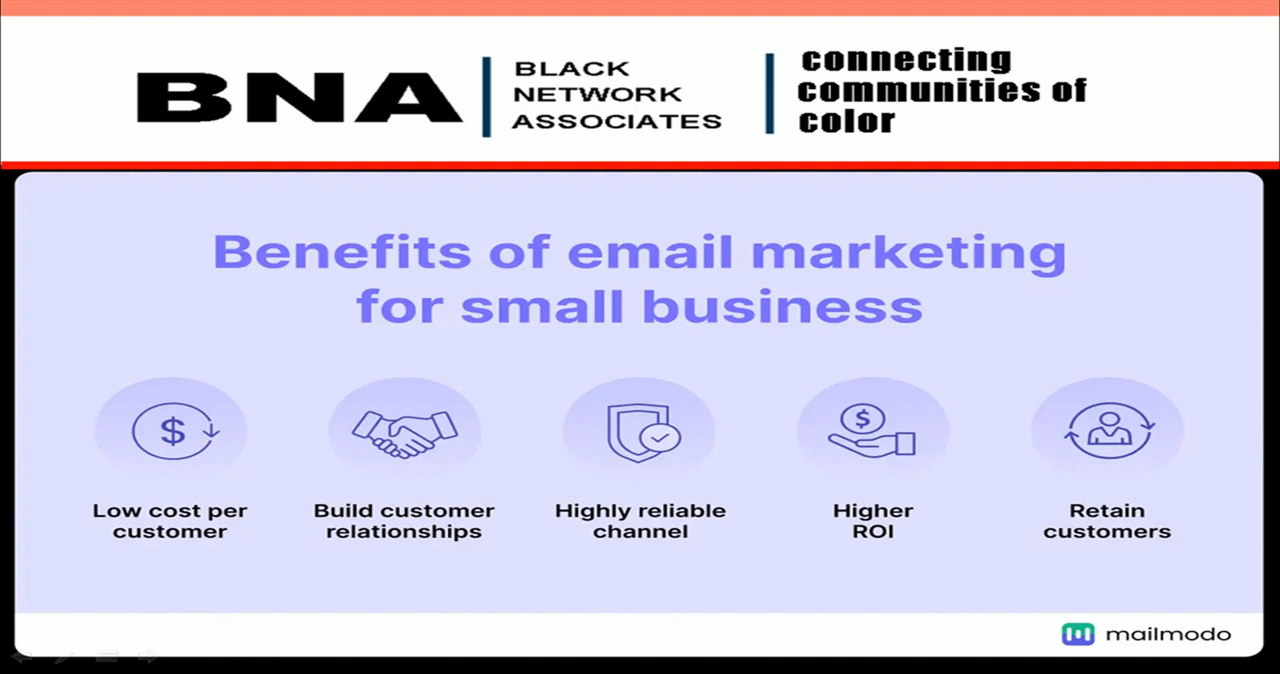 BNA
BLACK
NETWORK
ASSOCIATES
connecting
communities of
color
Benefits of email marketing
for small business
$
Low cost per
customer
Build customer
relationships
Highly reliable
channel
$
Higher
ROI
Retain
customers
mailmodo